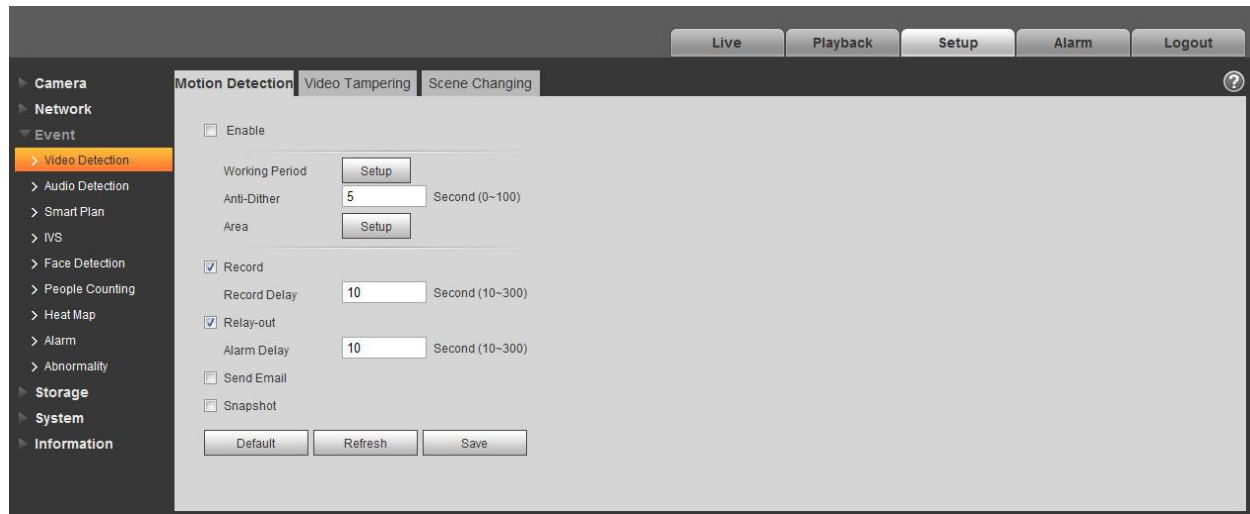 Live Playback Setup Alarm Logout
Camera
Network
Event
Video Detection
Audio Detection
Smart Plan
IVS
Face Detection
People Counting
Heat Map
Alarm
Abnormality
Storage
System
Information
Motion Detection Video Tampering Scene Changing ?
Enable
Working Period Setup
Anti-Dither 5 Second (0~100)
Area Setup
Record
Record Delay 10 Second (10~300)
Relay-out
Alarm Delay 10 Second (10~300)
Send Email
Snapshot
Default Refresh Save